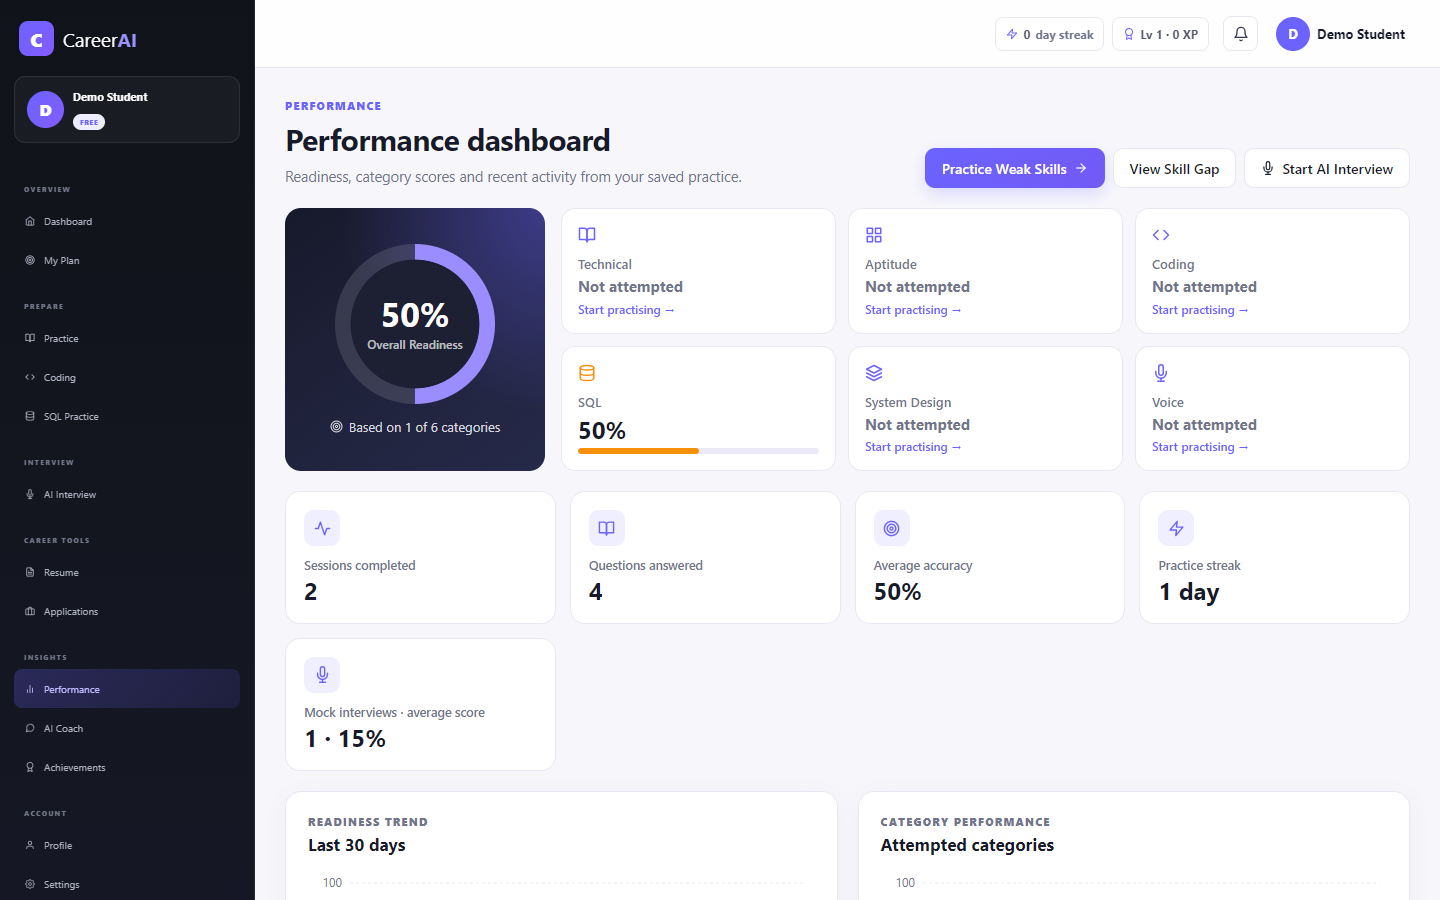 C CareerAI
D Demo Student
FREE
OVERVIEW
Dashboard
My Plan
PREPARE
Practice
Coding
SQL Practice
INTERVIEW
AI Interview
CAREER TOOLS
Resume
Applications
INSIGHTS
Performance
AI Coach
Achievements
ACCOUNT
Profile
Settings
0 day streak
Lv 1 · 0 XP
D Demo Student
PERFORMANCE
Performance dashboard
Readiness, category scores and recent activity from your saved practice.
Practice Weak Skills →
View Skill Gap
Start AI Interview
50%
Overall Readiness
Based on 1 of 6 categories
Technical
Not attempted
Start practising →
Aptitude
Not attempted
Start practising →
Coding
Not attempted
Start practising →
SQL
50%
System Design
Not attempted
Start practising →
Voice
Not attempted
Start practising →
Sessions completed
2
Questions answered
4
Average accuracy
50%
Practice streak
1 day
Mock interviews · average score
1 · 15%
READINESS TREND
Last 30 days
100
CATEGORY PERFORMANCE
Attempted categories
100